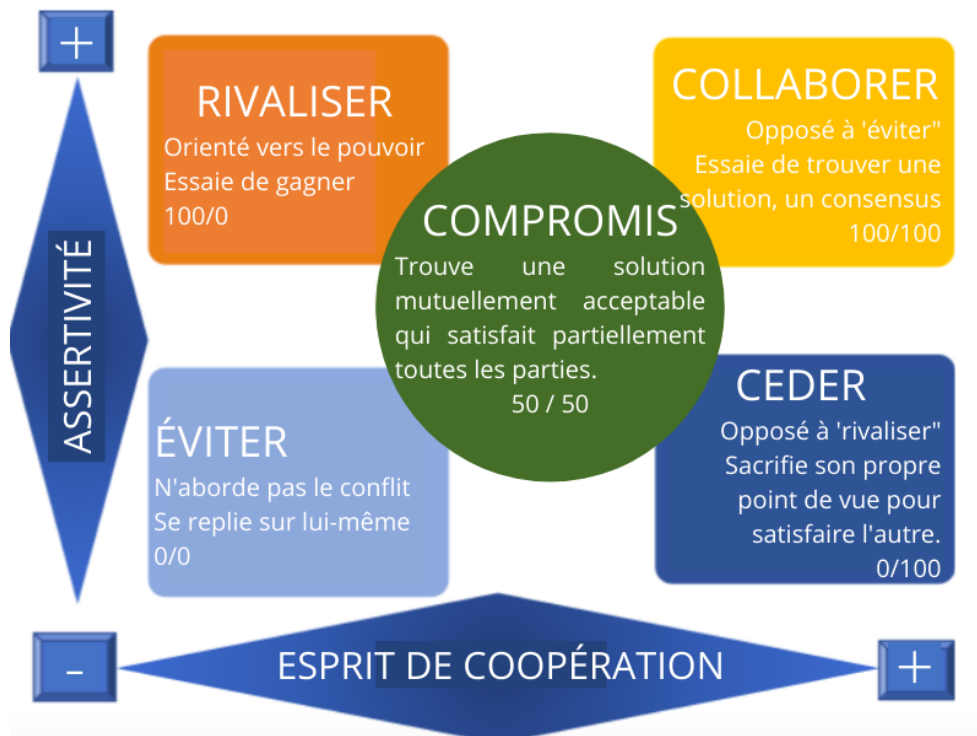 +
RIVALISER
Orienté vers le pouvoir
Essaie de gagner
100/0
COLLABORER
Opposé à 'éviter"
Essaie de trouver une
solution, un consensus
100/100
COMPROMIS
Trouve une solution
mutuellement acceptable
qui satisfait partiellement
toutes les parties.
50 / 50
ASSERTIVITÉ
ÉVITER
N'aborde pas le conflit
Se replie sur lui-même
0/0
CEDER
Opposé à 'rivaliser"
Sacrifie son propre
point de vue pour
satisfaire l'autre.
0/100
-
ESPRIT DE COOPÉRATION
+